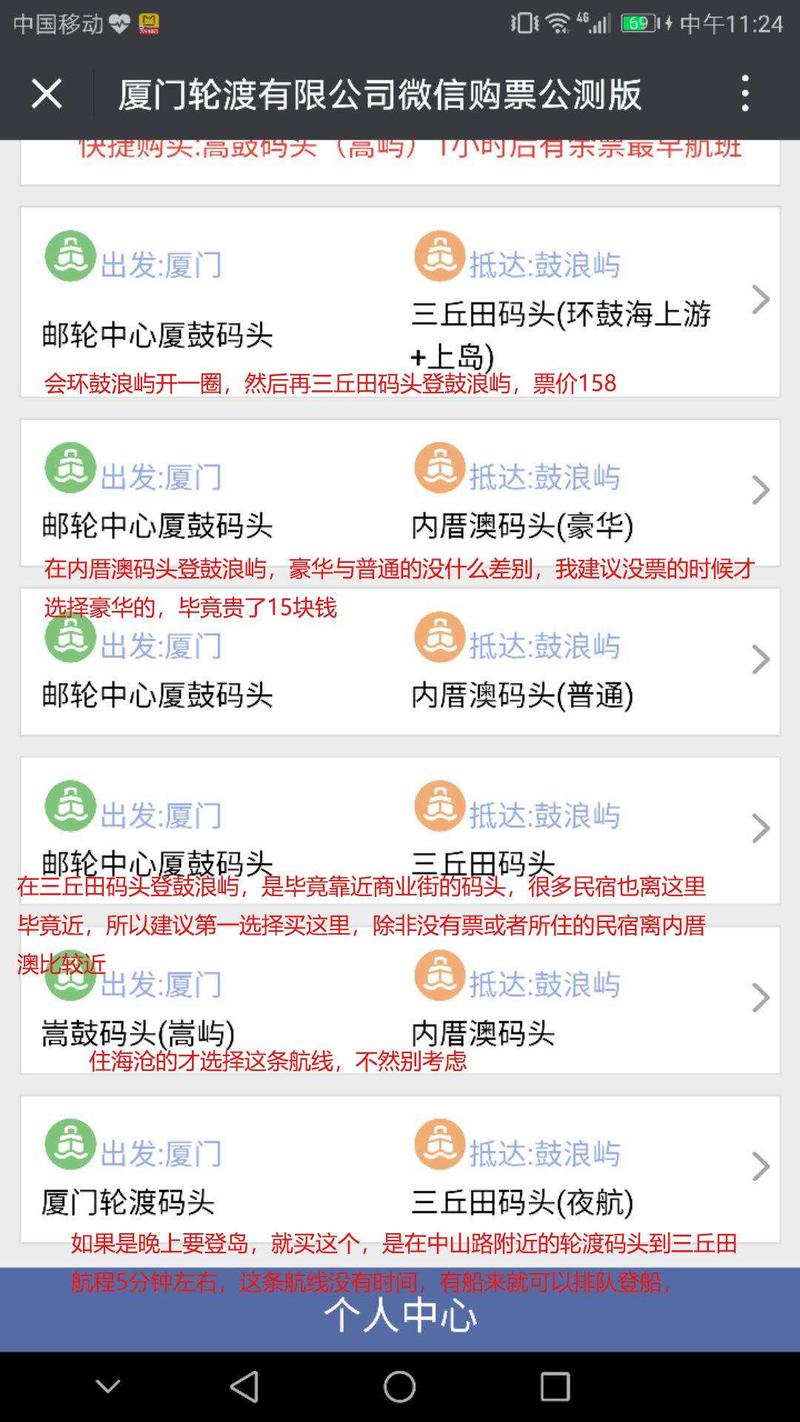 中国移动
69
4G
中午11:24
厦门轮渡有限公司微信购票公测版
快捷购买:嵩鼓码头（嵩屿）1小时后有余票最早航班
出发:厦门
抵达:鼓浪屿
邮轮中心厦鼓码头
三丘田码头(环鼓海上游
+上岛)
会环鼓浪屿开一圈，然后再三丘田码头登鼓浪屿，票价158
出发:厦门
抵达:鼓浪屿
邮轮中心厦鼓码头
内厝澳码头(豪华)
在内厝澳码头登鼓浪屿，豪华与普通的没什么差别，我建议没票的时候才
选择豪华的，毕竟贵了15块钱
出发:厦门
抵达:鼓浪屿
邮轮中心厦鼓码头
内厝澳码头(普通)
出发:厦门
抵达:鼓浪屿
邮轮中心厦鼓码头
三丘田码头
在三丘田码头登鼓浪屿，是毕竟靠近商业街的码头，很多民宿也离这里
毕竟近，所以建议第一选择买这里，除非没有票或者所住的民宿离内厝
澳比较近
出发:厦门
抵达:鼓浪屿
嵩鼓码头(嵩屿)
内厝澳码头
住海沧的才选择这条航线，不然别考虑
出发:厦门
抵达:鼓浪屿
厦门轮渡码头
三丘田码头(夜航)
如果是晚上要登岛，就买这个，是在中山路附近的轮渡码头到三丘田
航程5分钟左右，这条航线没有时间，有船来就可以排队登船，
个人中心